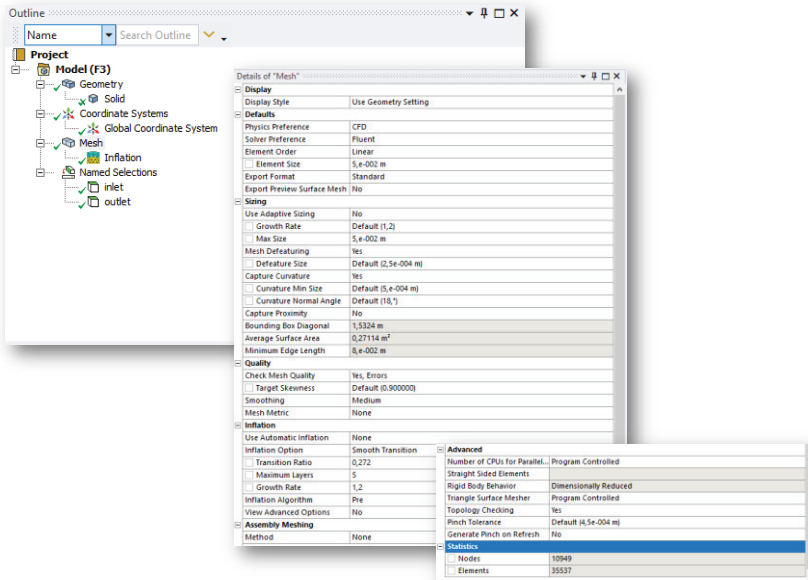 Outline
Name Search Outline
Project
Model (F3)
Geometry
Solid
Coordinate Systems
Global Coordinate System
Mesh
Inflation
Named Selections
inlet
outlet
Details of "Mesh"
Display
Display Style Use Geometry Setting
Defaults
Physics Preference CFD
Solver Preference Fluent
Element Order Linear
Element Size 5,e-002 m
Export Format Standard
Export Preview Surface Mesh No
Sizing
Use Adaptive Sizing No
Growth Rate Default (1,2)
Max Size 5,e-002 m
Mesh Defeaturing Yes
Defeature Size Default (2,5e-004 m)
Capture Curvature Yes
Curvature Min Size Default (5,e-004 m)
Curvature Normal Angle Default (18,°)
Capture Proximity No
Bounding Box Diagonal 1,5324 m
Average Surface Area 0,27114 m²
Minimum Edge Length 8,e-002 m
Quality
Check Mesh Quality Yes, Errors
Target Skewness Default (0.900000)
Smoothing Medium
Mesh Metric None
Inflation
Use Automatic Inflation None
Inflation Option Smooth Transition
Transition Ratio 0,272
Maximum Layers 5
Growth Rate 1,2
Inflation Algorithm Pre
View Advanced Options No
Assembly Meshing
Method None
Advanced
Number of CPUs for Parallel... Program Controlled
Straight Sided Elements
Rigid Body Behavior Dimensionally Reduced
Triangle Surface Mesher Program Controlled
Topology Checking Yes
Pinch Tolerance Default (4,5e-004 m)
Generate Pinch on Refresh No
Statistics
Nodes 10949
Elements 35537